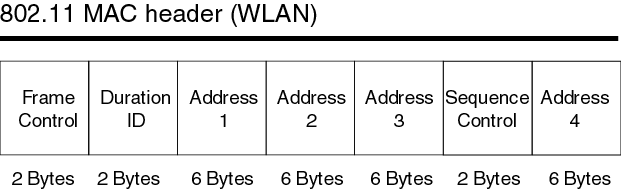 802.11 MAC header (WLAN)
Frame Control
Duration ID
Address 1
Address 2
Address 3
Sequence Control
Address 4
2 Bytes
2 Bytes
6 Bytes
6 Bytes
6 Bytes
2 Bytes
6 Bytes